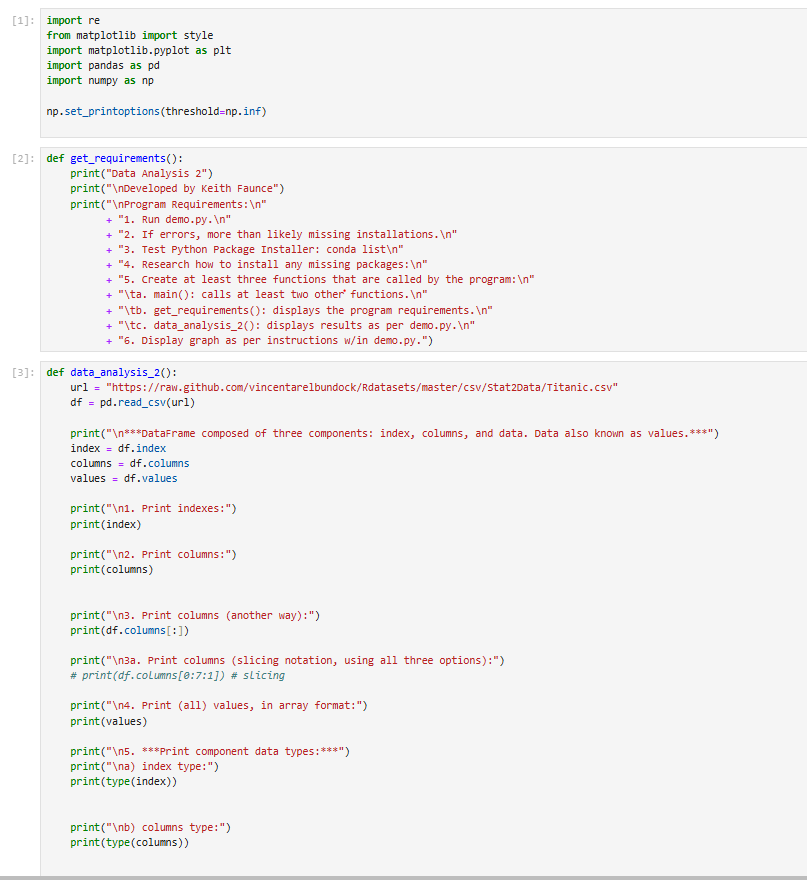 [1]: import re
from matplotlib import style
import matplotlib.pyplot as plt
import pandas as pd
import numpy as np
np.set_printoptions(threshold=np.inf)
[2]: def get_requirements():
print("Data Analysis 2")
print("\nDeveloped by Keith Faunce")
print("\nProgram Requirements:\n"
+ "1. Run demo.py.\n"
+ "2. If errors, more than likely missing installations.\n"
+ "3. Test Python Package Installer: conda list\n"
+ "4. Research how to install any missing packages:\n"
+ "5. Create at least three functions that are called by the program:\n"
+ "\ta. main(): calls at least two other functions.\n"
+ "\tb. get_requirements(): displays the program requirements.\n"
+ "\tc. data_analysis_2(): displays results as per demo.py.\n"
+ "6. Display graph as per instructions w/in demo.py.")
[3]: def data_analysis_2():
url = "https://raw.github.com/vincentarelbundock/Rdatasets/master/csv/Stat2Data/Titanic.csv"
df = pd.read_csv(url)
print("\n***DataFrame composed of three components: index, columns, and data. Data also known as values.***")
index = df.index
columns = df.columns
values = df.values
print("\n1. Print indexes:")
print(index)
print("\n2. Print columns:")
print(columns)
print("\n3. Print columns (another way):")
print(df.columns[:])
print("\n3a. Print columns (slicing notation, using all three options):")
# print(df.columns[0:7:1]) # slicing
print("\n4. Print (all) values, in array format:")
print(values)
print("\n5. ***Print component data types:***")
print("\na) index type:")
print(type(index))
print("\nb) columns type:")
print(type(columns))